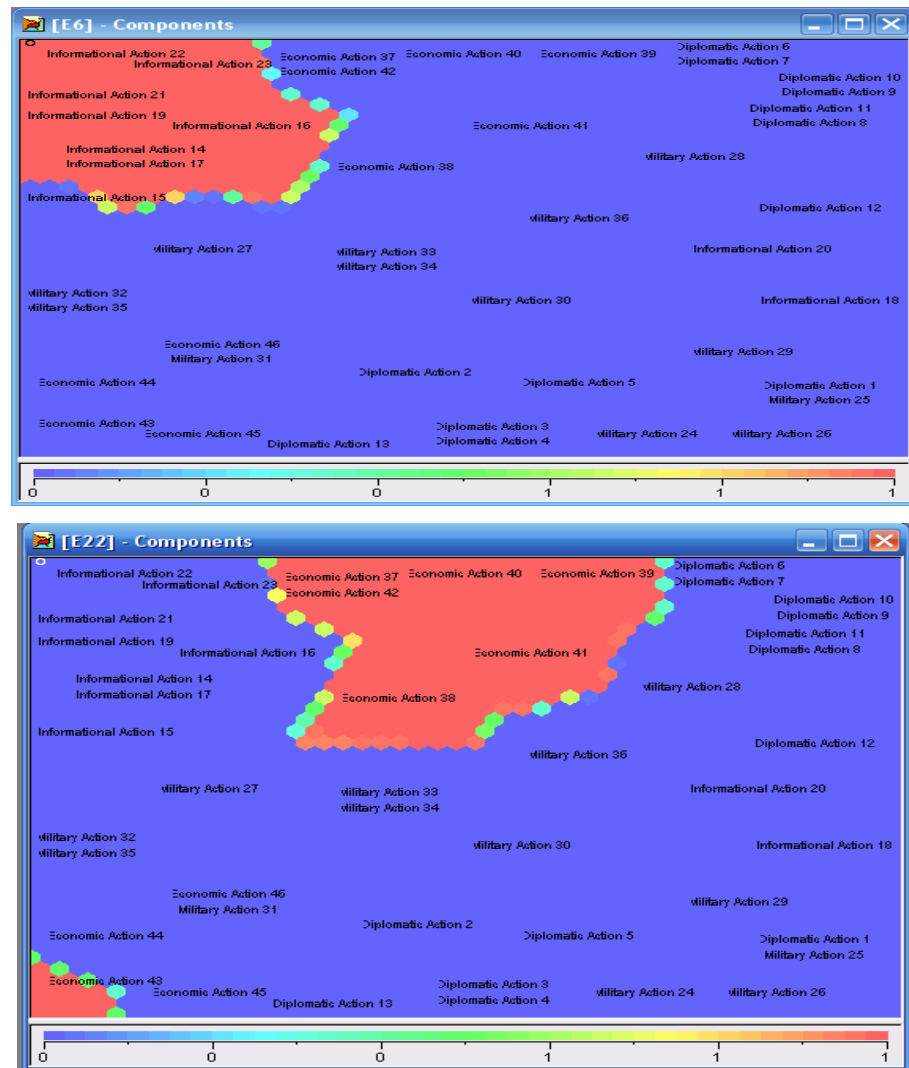 [E6] - Components
Informational Action 22
Informational Action 23
Economic Action 37
Economic Action 40
Economic Action 39
Diplomatic Action 6
Diplomatic Action 7
Economic Action 42
Diplomatic Action 10
Diplomatic Action 9
Informational Action 21
Diplomatic Action 11
Informational Action 19
Informational Action 16
Economic Action 41
Diplomatic Action 8
Informational Action 14
Informational Action 17
Economic Action 38
Military Action 28
Informational Action 15
Military Action 36
Diplomatic Action 12
Military Action 27
Military Action 33
Military Action 34
Informational Action 20
Military Action 32
Military Action 35
Military Action 30
Informational Action 18
Economic Action 46
Military Action 31
Military Action 29
Economic Action 44
Diplomatic Action 2
Diplomatic Action 5
Diplomatic Action 1
Military Action 25
Economic Action 43
Economic Action 45
Diplomatic Action 13
Diplomatic Action 3
Diplomatic Action 4
Military Action 24
Military Action 26
0 0 0 1 1 1
[E22] - Components
Informational Action 22
Informational Action 23
Economic Action 37
Economic Action 40
Economic Action 39
Diplomatic Action 6
Diplomatic Action 7
Economic Action 42
Diplomatic Action 10
Diplomatic Action 9
Informational Action 21
Diplomatic Action 11
Informational Action 19
Informational Action 16
Economic Action 41
Diplomatic Action 8
Informational Action 14
Informational Action 17
Economic Action 38
Military Action 28
Informational Action 15
Military Action 36
Diplomatic Action 12
Military Action 27
Military Action 33
Military Action 34
Informational Action 20
Military Action 32
Military Action 35
Military Action 30
Informational Action 18
Economic Action 46
Military Action 31
Military Action 29
Economic Action 44
Diplomatic Action 2
Diplomatic Action 5
Diplomatic Action 1
Military Action 25
Economic Action 43
Economic Action 45
Diplomatic Action 13
Diplomatic Action 3
Diplomatic Action 4
Military Action 24
Military Action 26
0 0 0 1 1 1